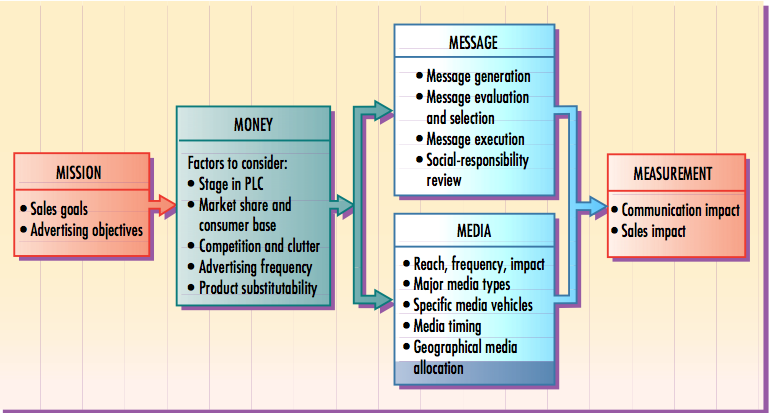 MISSION
• Sales goals
• Advertising objectives
MONEY
Factors to consider:
• Stage in PLC
• Market share and
consumer base
• Competition and clutter
• Advertising frequency
• Product substitutability
MESSAGE
• Message generation
• Message evaluation
and selection
• Message execution
• Social-responsibility
review
MEDIA
• Reach, frequency, impact
• Major media types
• Specific media vehicles
• Media timing
• Geographical media
allocation
MEASUREMENT
• Communication impact
• Sales impact